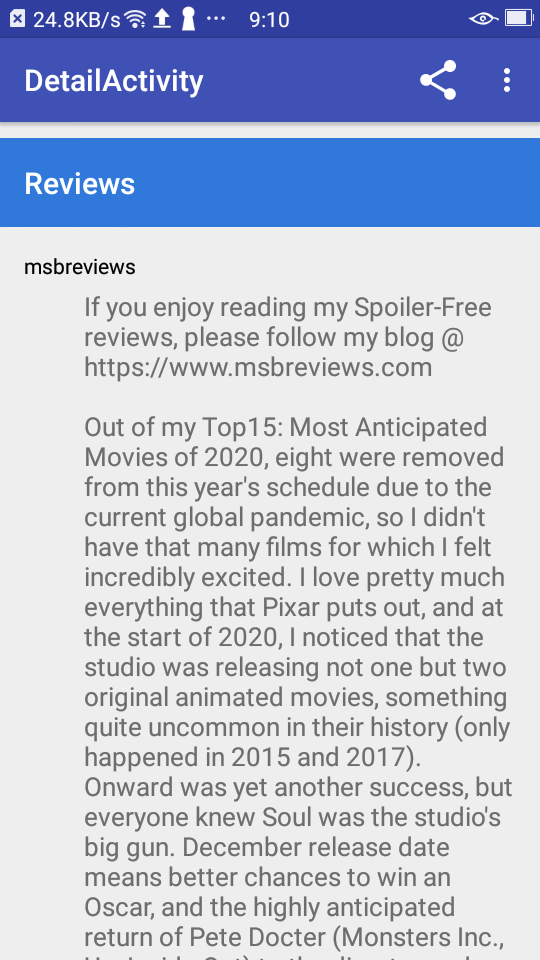 24.8KB/s 9:10
DetailActivity
Reviews
msbreviews
If you enjoy reading my Spoiler-Free
reviews, please follow my blog @
https://www.msbreviews.com
Out of my Top15: Most Anticipated
Movies of 2020, eight were removed
from this year's schedule due to the
current global pandemic, so I didn't
have that many films for which I felt
incredibly excited. I love pretty much
everything that Pixar puts out, and at
the start of 2020, I noticed that the
studio was releasing not one but two
original animated movies, something
quite uncommon in their history (only
happened in 2015 and 2017).
Onward was yet another success, but
everyone knew Soul was the studio's
big gun. December release date
means better chances to win an
Oscar, and the highly anticipated
return of Pete Docter (Monsters Inc.,